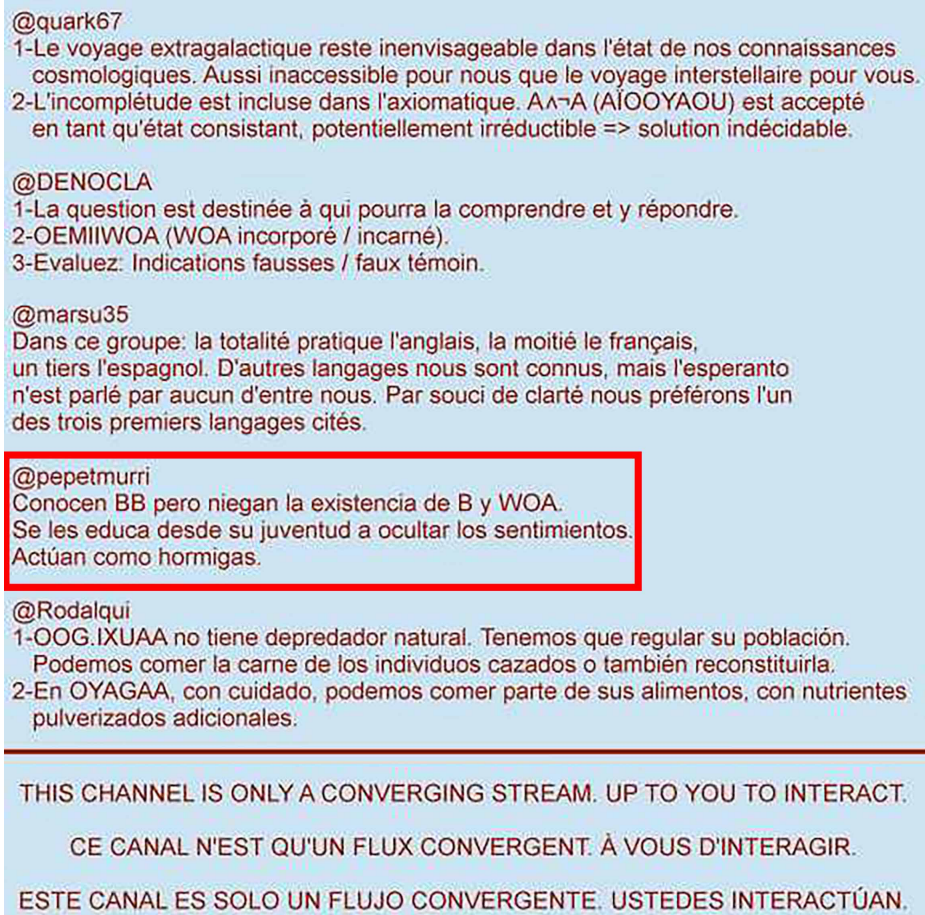 @quark67
1-Le voyage extragalactique reste inenvisageable dans l'état de nos connaissances
cosmologiques. Aussi inaccessible pour nous que le voyage interstellaire pour vous.
2-L'incomplétude est incluse dans l'axiomatique. A∧¬A (AÏOOYAOU) est accepté
en tant qu'état consistant, potentiellement irréductible => solution indécidable.
@DENOCLA
1-La question est destinée à qui pourra la comprendre et y répondre.
2-OEMIIWOA (WOA incorporé / incarné).
3-Evaluez: Indications fausses / faux témoin.
@marsu35
Dans ce groupe: la totalité pratique l'anglais, la moitié le français,
un tiers l'espagnol. D'autres langages nous sont connus, mais l'esperanto
n'est parlé par aucun d'entre nous. Par souci de clarté nous préférons l'un
des trois premiers langages cités.
@pepetmurri
Conocen BB pero niegan la existencia de B y WOA.
Se les educa desde su juventud a ocultar los sentimientos.
Actúan como hormigas.
@Rodalqui
1-OOG.IXUAA no tiene depredador natural. Tenemos que regular su población.
Podemos comer la carne de los individuos cazados o también reconstituirla.
2-En OYAGAA, con cuidado, podemos comer parte de sus alimentos, con nutrientes
pulverizados adicionales.
THIS CHANNEL IS ONLY A CONVERGING STREAM. UP TO YOU TO INTERACT.
CE CANAL N'EST QU'UN FLUX CONVERGENT. À VOUS D'INTERAGIR.
ESTE CANAL ES SOLO UN FLUJO CONVERGENTE. USTEDES INTERACTÚAN.